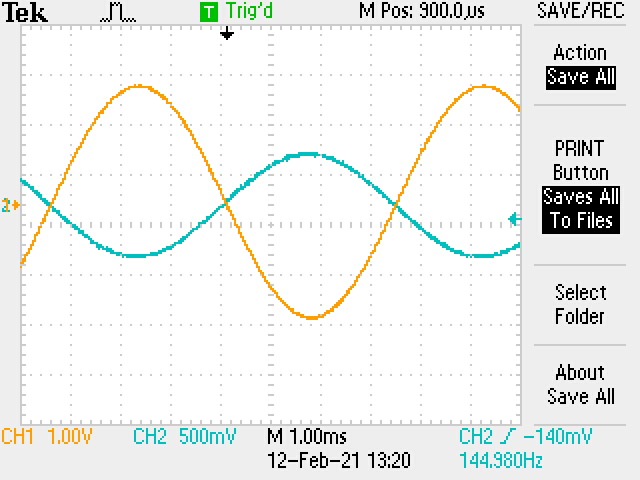 Tek T Trig'd M Pos: 900.0µs SAVE/REC
Action
Save All
PRINT
Button
Saves All
To Files
Select
Folder
About
Save All
CH1 1.00V CH2 500mV M 1.00ms CH2 -140mV
12-Feb-21 13:20 144.980Hz